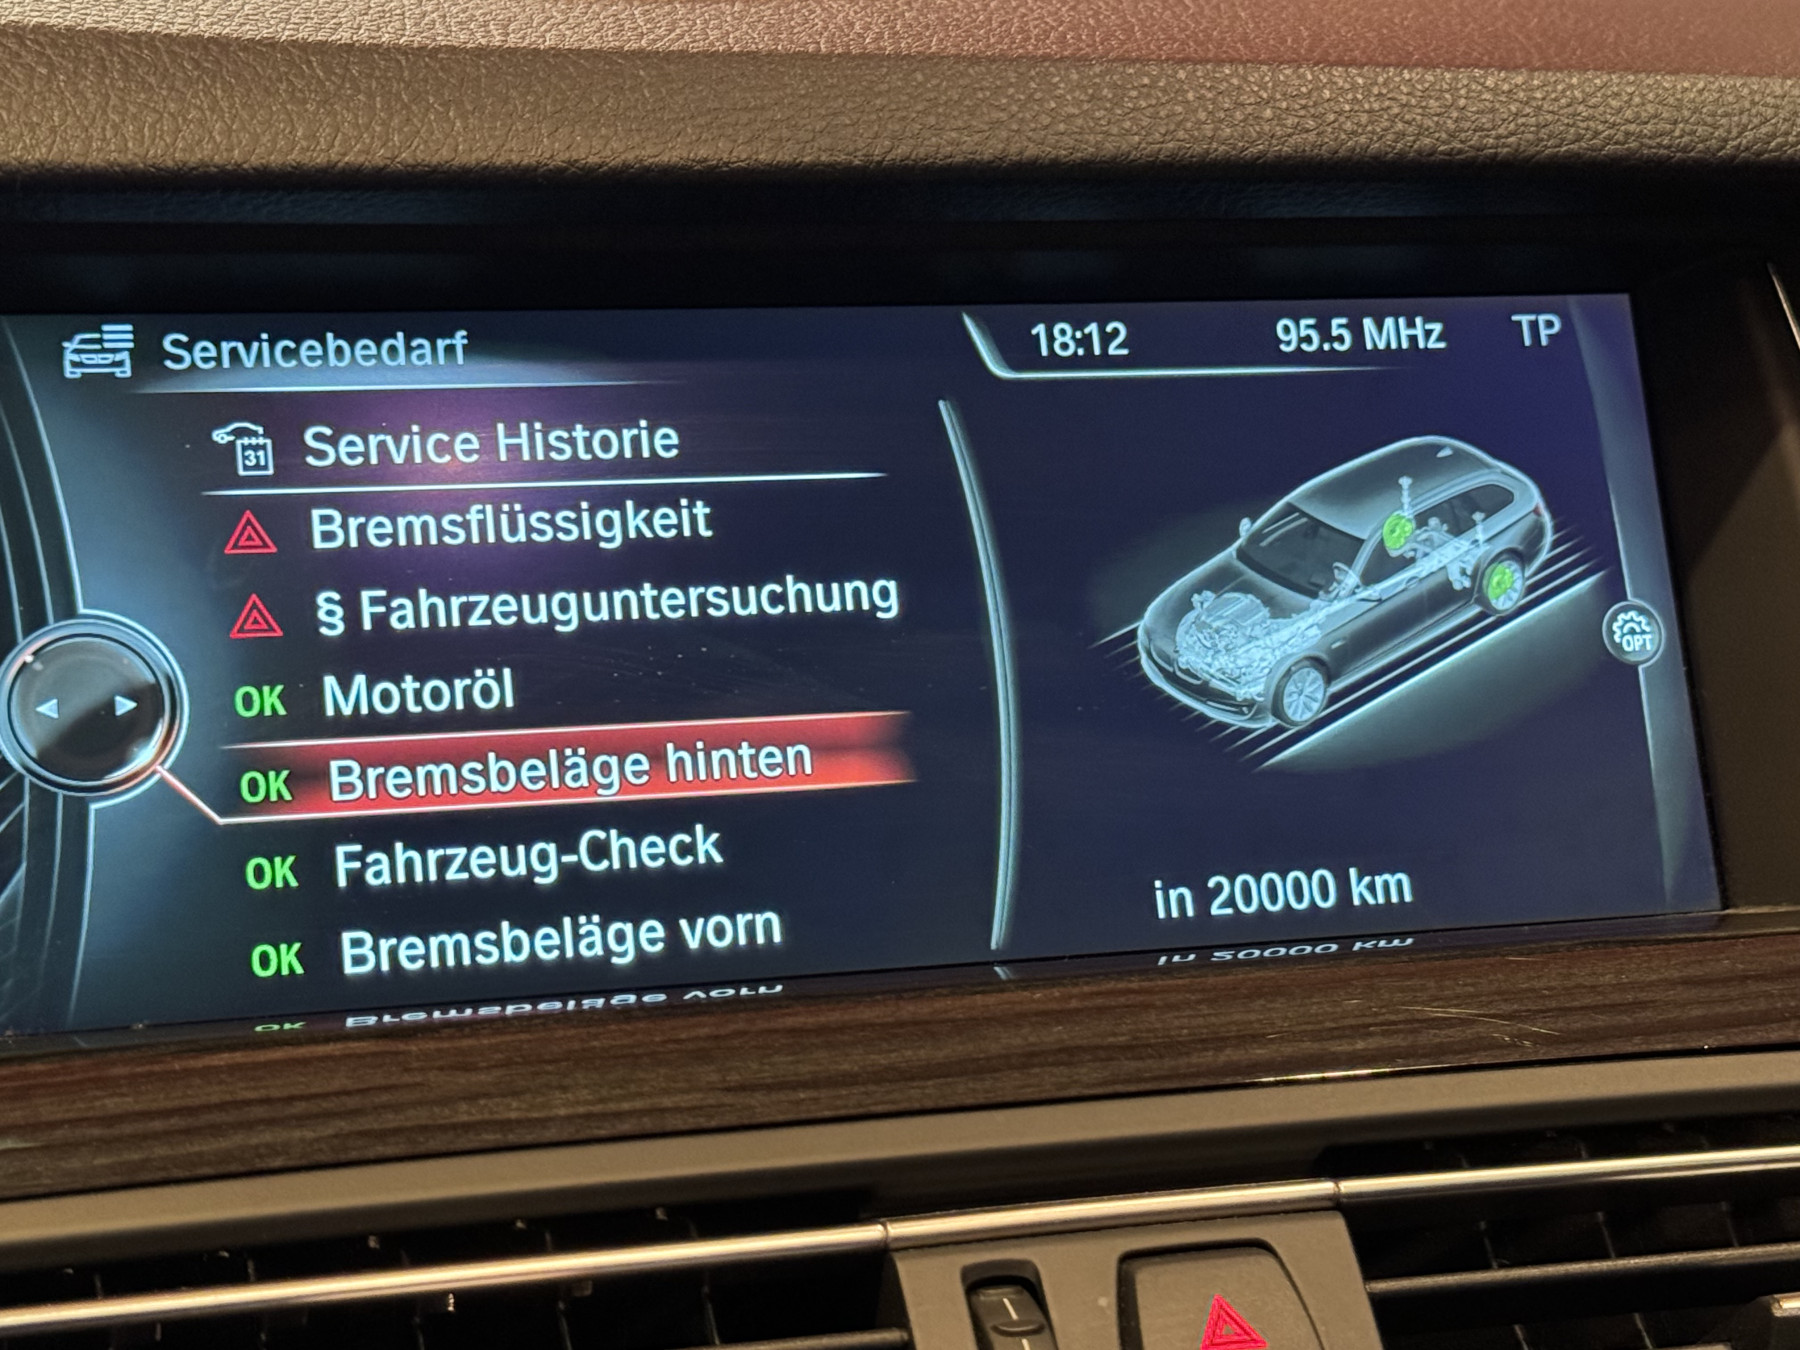 Servicebedarf
18:12 95.5 MHz TP
31 Service Historie
Bremsflüssigkeit
§ Fahrzeuguntersuchung
OK Motoröl
OK Bremsbeläge hinten
OK Fahrzeug-Check
OK Bremsbeläge vorn
OPT
in 20000 km